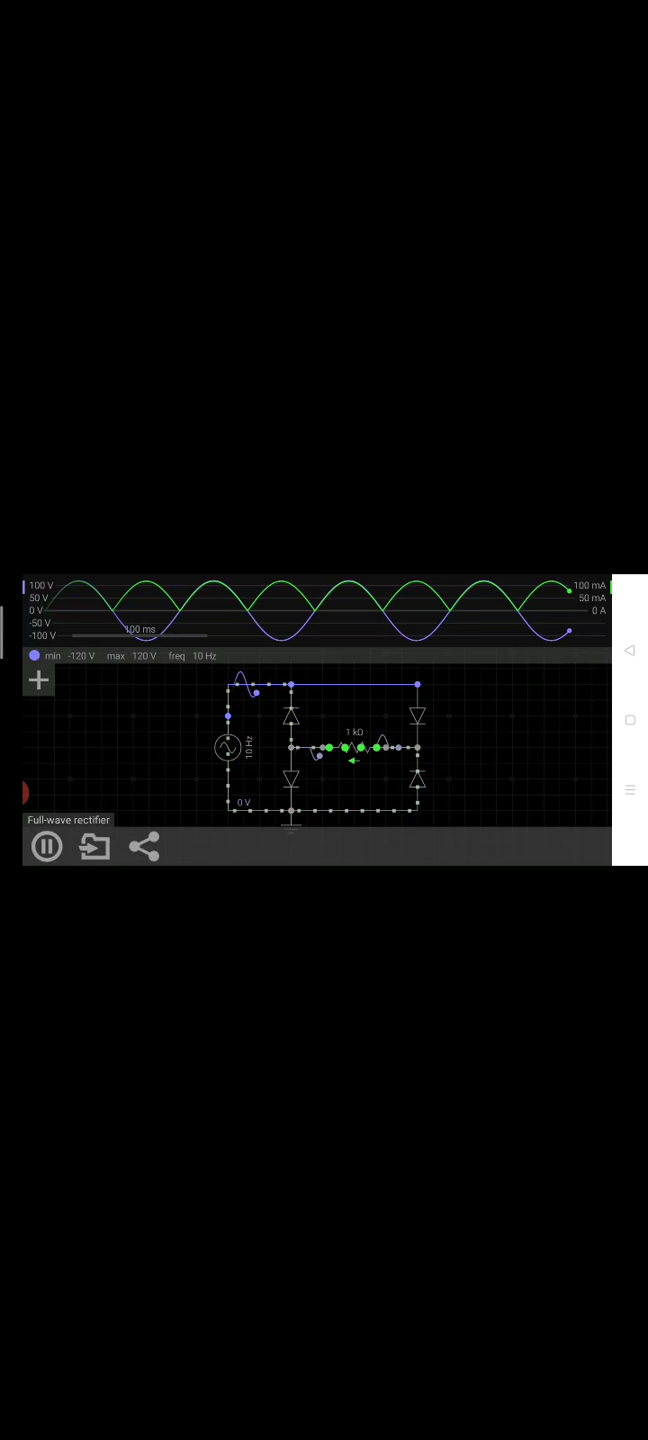 100 V
50 V
0 V
-50 V
-100 V
100 ms
100 mA
50 mA
0 A
min -120 V max 120 V freq 10 Hz
10 Hz
1 kΩ
0 V
Full-wave rectifier